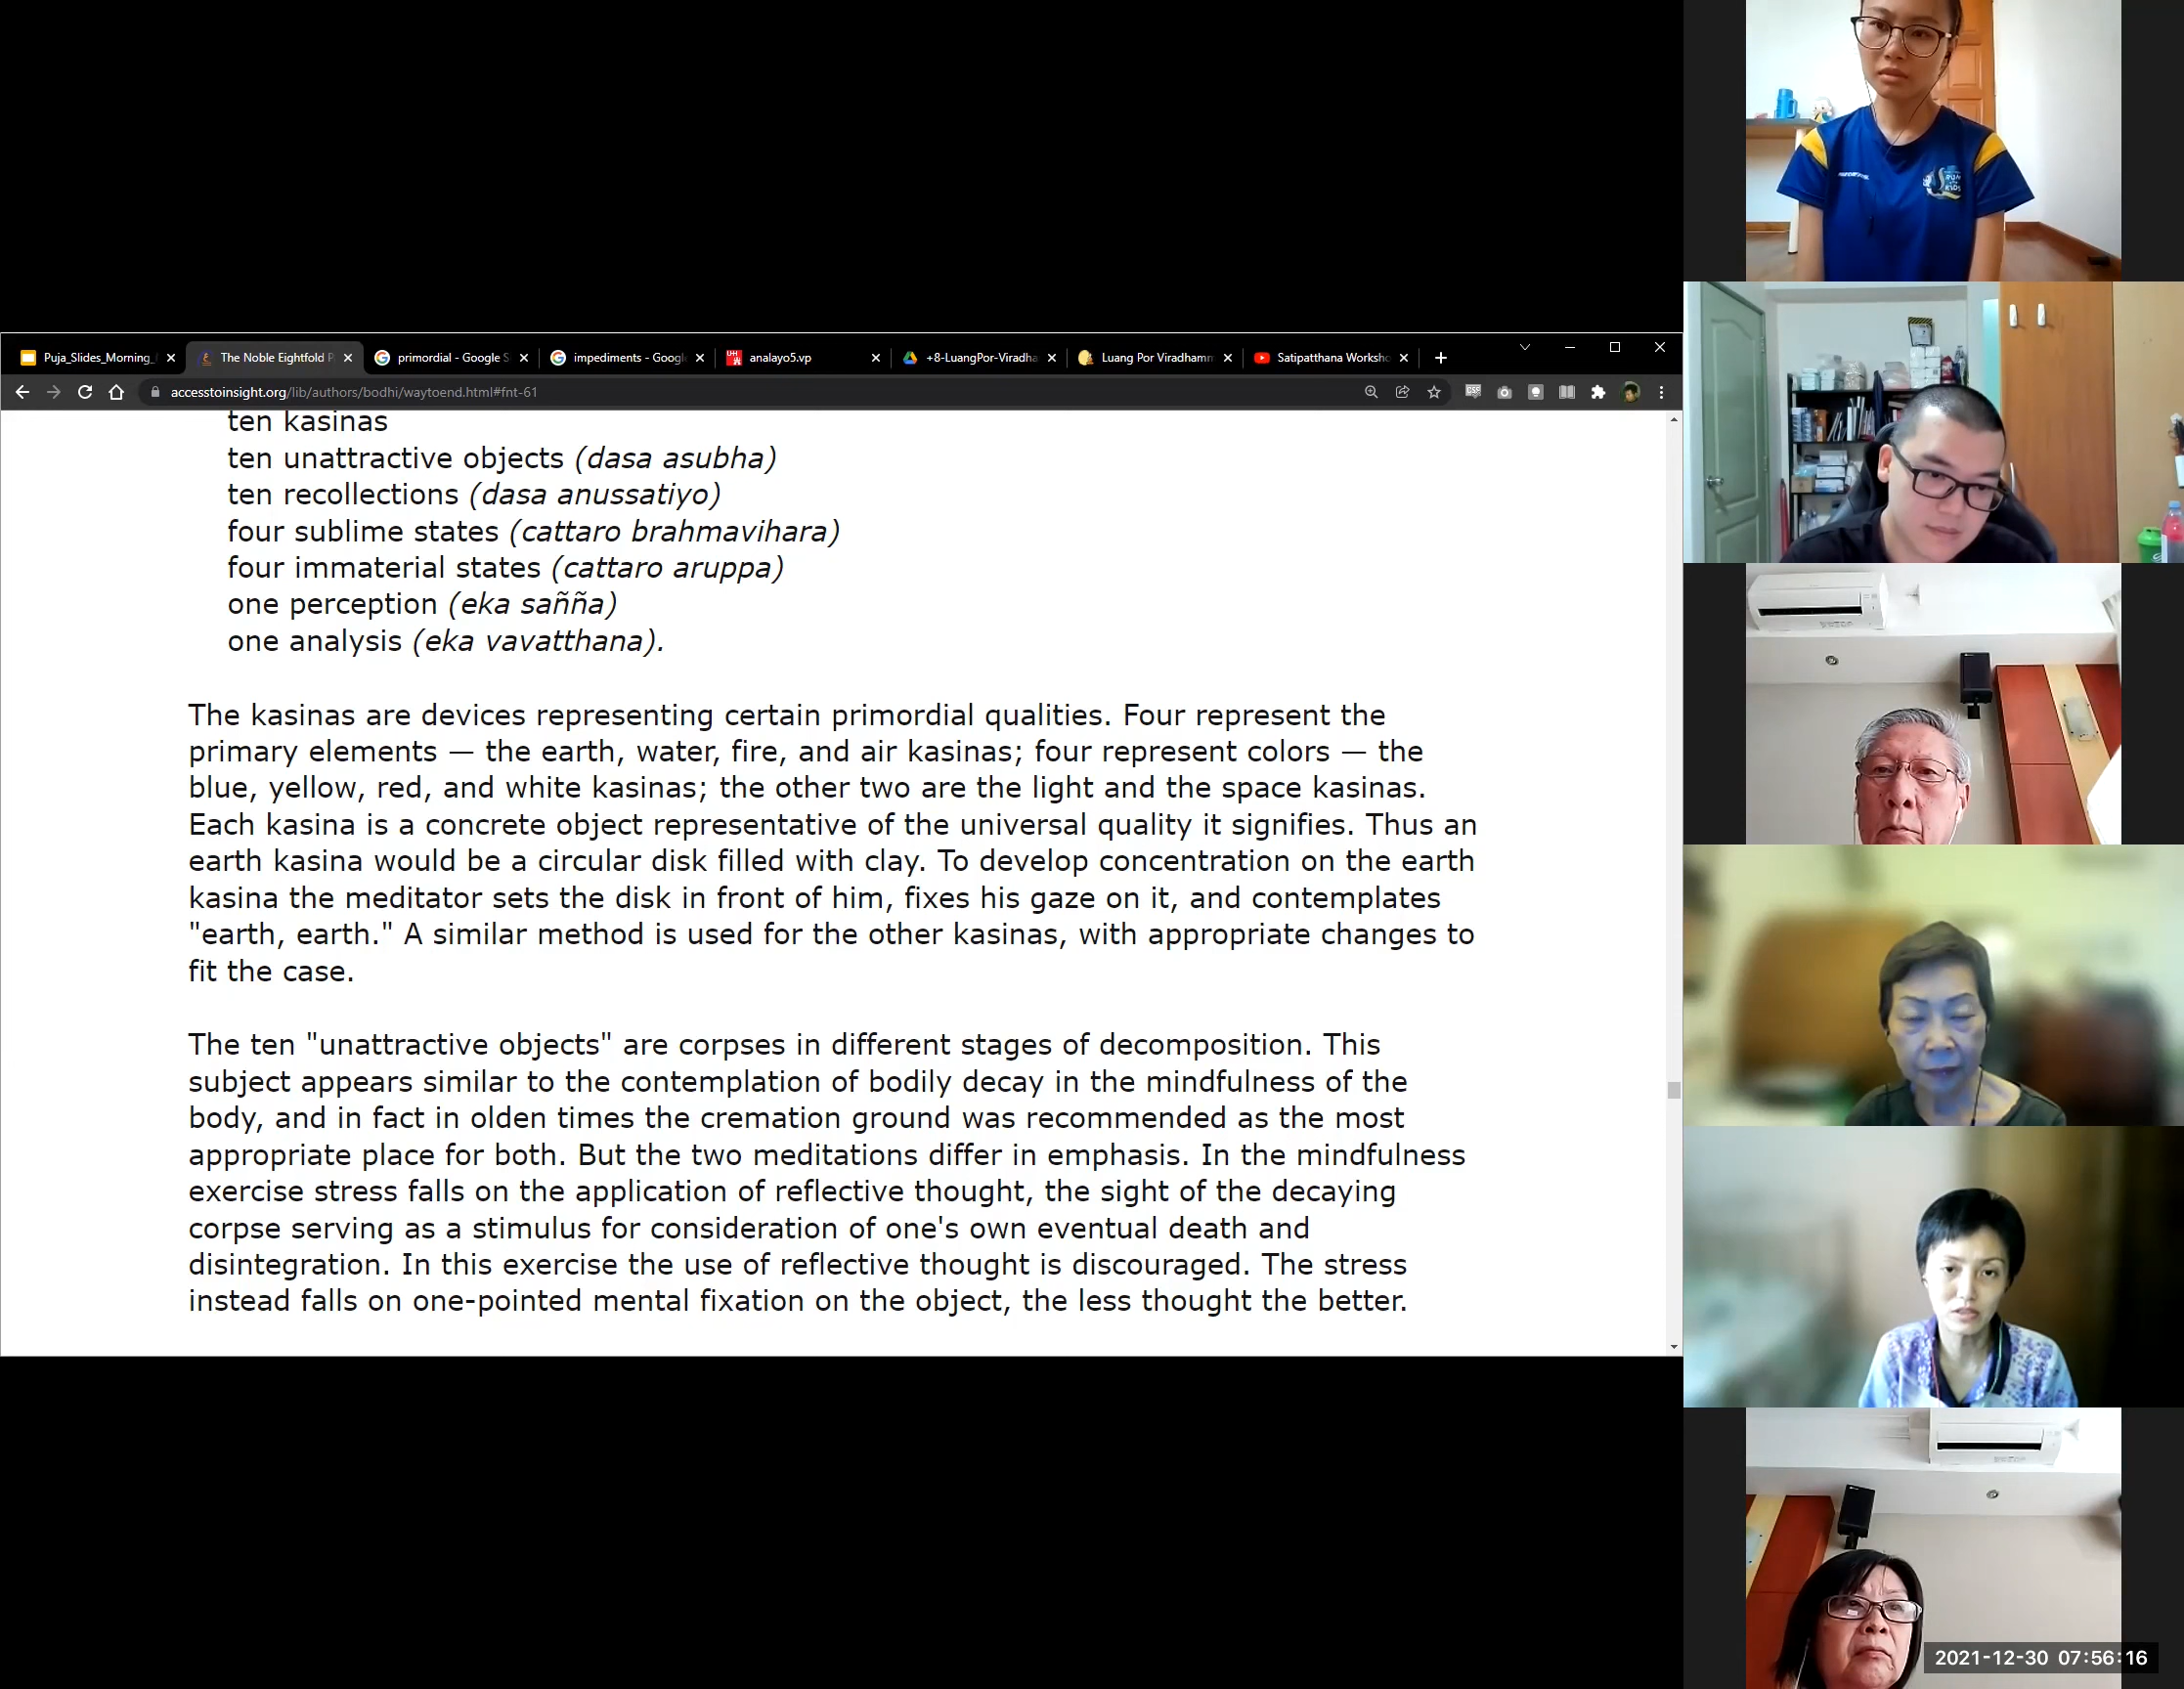 Puja_Slides_Morning_
The Noble Eightfold P
primordial - Google S
impediments - Googl
analayo5.vp
+8-LuangPor-Viradha
Luang Por Viradhamm
Satipatthana Worksho
accesstoinsight.org/lib/authors/bodhi/waytoend.html#fnt-61
ten kasinas
ten unattractive objects (dasa asubha)
ten recollections (dasa anussatiyo)
four sublime states (cattaro brahmavihara)
four immaterial states (cattaro aruppa)
one perception (eka sañña)
one analysis (eka vavatthana).
The kasinas are devices representing certain primordial qualities. Four represent the
primary elements — the earth, water, fire, and air kasinas; four represent colors — the
blue, yellow, red, and white kasinas; the other two are the light and the space kasinas.
Each kasina is a concrete object representative of the universal quality it signifies. Thus an
earth kasina would be a circular disk filled with clay. To develop concentration on the earth
kasina the meditator sets the disk in front of him, fixes his gaze on it, and contemplates
"earth, earth." A similar method is used for the other kasinas, with appropriate changes to
fit the case.
The ten "unattractive objects" are corpses in different stages of decomposition. This
subject appears similar to the contemplation of bodily decay in the mindfulness of the
body, and in fact in olden times the cremation ground was recommended as the most
appropriate place for both. But the two meditations differ in emphasis. In the mindfulness
exercise stress falls on the application of reflective thought, the sight of the decaying
corpse serving as a stimulus for consideration of one's own eventual death and
disintegration. In this exercise the use of reflective thought is discouraged. The stress
instead falls on one-pointed mental fixation on the object, the less thought the better.
RUN
KIDS
2021-12-30 07:56:16